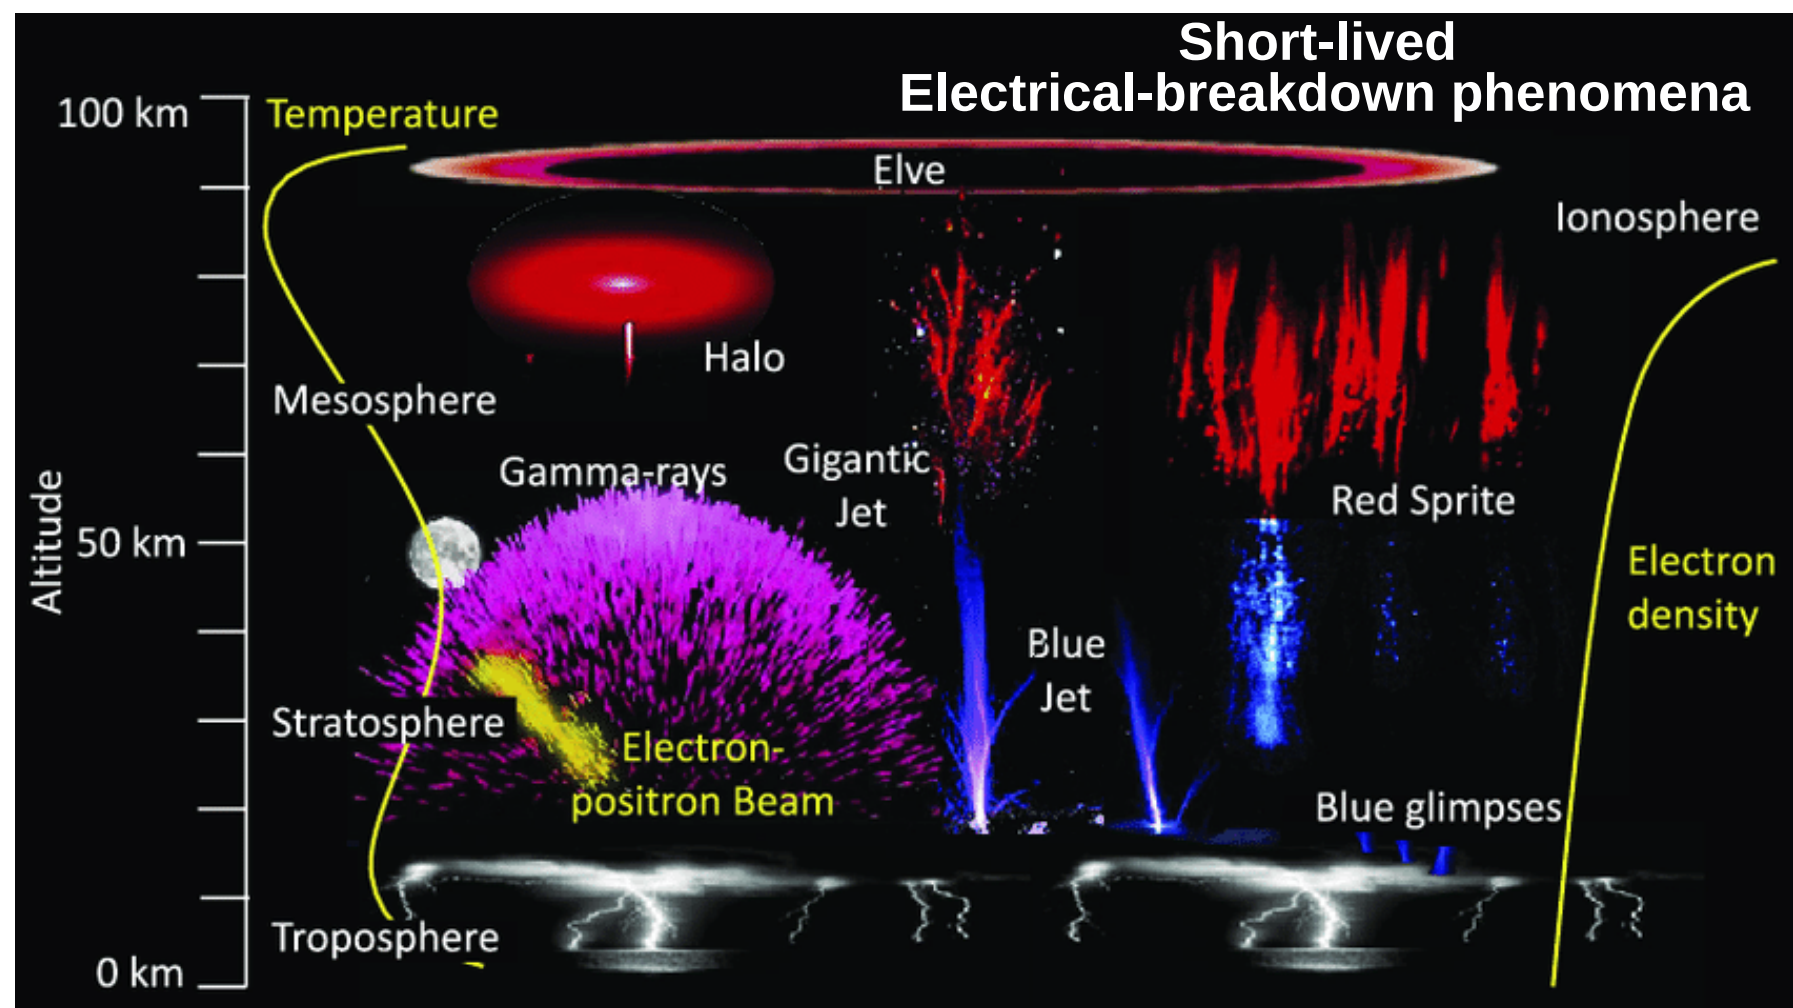 Short-lived
Electrical-breakdown phenomena
100 km
Temperature
Elve
Ionosphere
Halo
Mesosphere
Gamma-rays
Gigantic
Jet
Red Sprite
Altitude
50 km
Electron
density
Blue
Jet
Stratosphere
Electron-
positron Beam
Blue glimpses
Troposphere
0 km